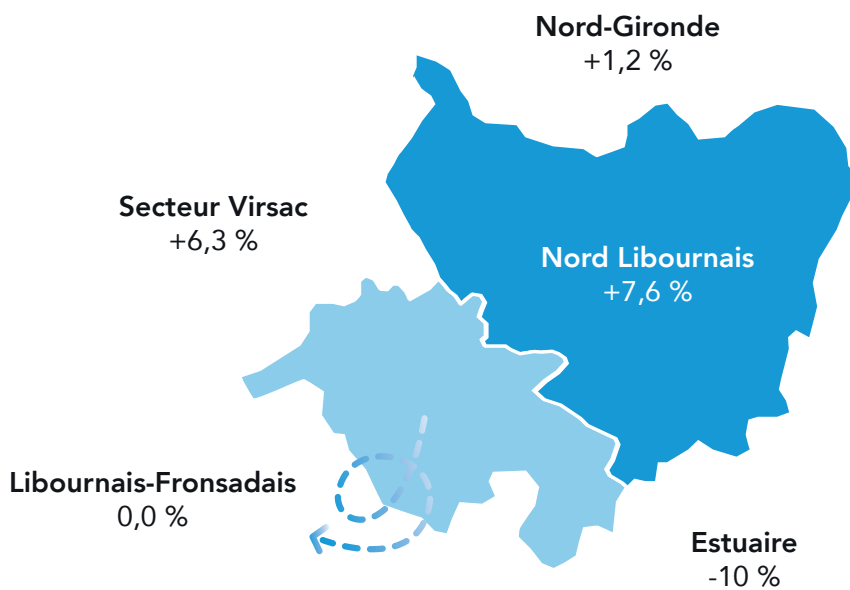 Nord-Gironde
+1,2 %
Secteur Virsac
+6,3 %
Nord Libournais
+7,6 %
Libournais-Fronsadais
0,0 %
Estuaire
-10 %